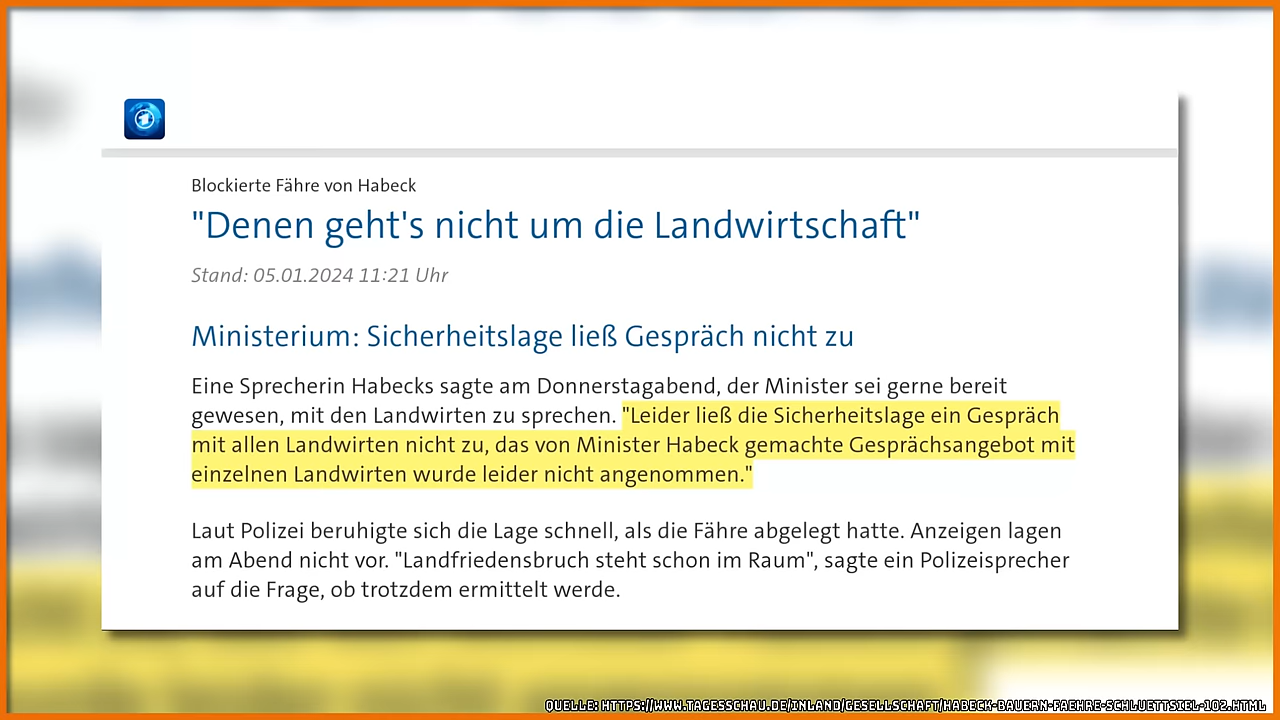 Blockierte Fähre von Habeck
"Denen geht's nicht um die Landwirtschaft"
Stand: 05.01.2024 11:21 Uhr
Ministerium: Sicherheitslage ließ Gespräch nicht zu
Eine Sprecherin Habecks sagte am Donnerstagabend, der Minister sei gerne bereit
gewesen, mit den Landwirten zu sprechen. "Leider ließ die Sicherheitslage ein Gespräch
mit allen Landwirten nicht zu, das von Minister Habeck gemachte Gesprächsangebot mit
einzelnen Landwirten wurde leider nicht angenommen."
Laut Polizei beruhigte sich die Lage schnell, als die Fähre abgelegt hatte. Anzeigen lagen
am Abend nicht vor. "Landfriedensbruch steht schon im Raum", sagte ein Polizeisprecher
auf die Frage, ob trotzdem ermittelt werde.
QUELLE: HTTPS://WWW.TAGESSCHAU.DE/INLAND/GESELLSCHAFT/HABECK-BAUERN-FAEHRE-SCHLUETTSIEL-102.HTML